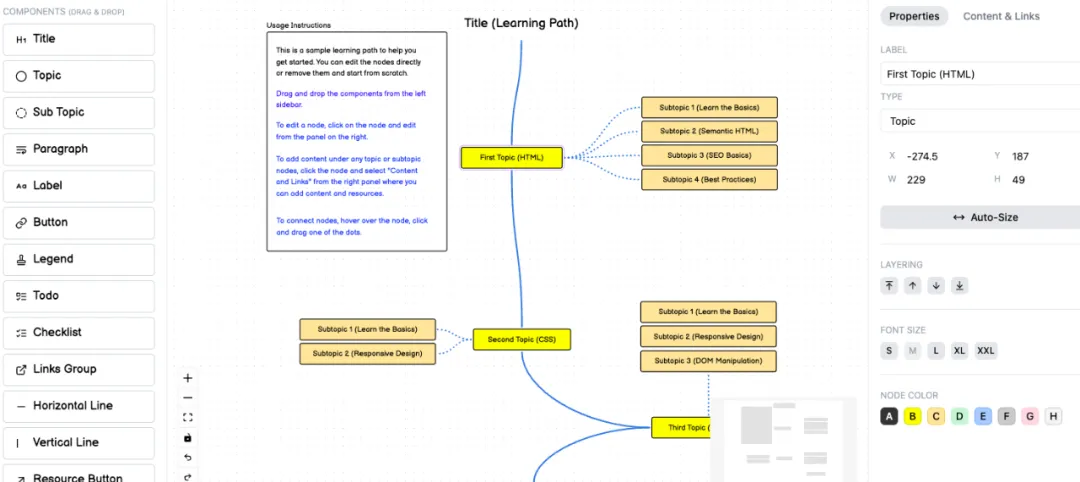 COMPONENTS (DRAG & DROP)
H1 Title
Topic
Sub Topic
Paragraph
Aa Label
Button
Legend
Todo
Checklist
Links Group
Horizontal Line
Vertical Line
Resource Button
Usage Instructions
This is a sample learning path to help you
get started. You can edit the nodes directly
or remove them and start from scratch.
Drag and drop the components from the left
sidebar.
To edit a node, click on the node and edit
from the panel on the right.
To add content under any topic or subtopic
nodes, click the node and select "Content
and Links" from the right panel where you
can add content and resources.
To connect nodes, hover over the node, click
and drag one of the dots.
Title (Learning Path)
First Topic (HTML)
Subtopic 1 (Learn the Basics)
Subtopic 2 (Semantic HTML)
Subtopic 3 (SEO Basics)
Subtopic 4 (Best Practices)
Subtopic 1 (Learn the Basics)
Subtopic 2 (Responsive Design)
Second Topic (CSS)
Subtopic 1 (Learn the Basics)
Subtopic 2 (Responsive Design)
Subtopic 3 (DOM Manipulation)
Third Topic (
Properties Content & Links
LABEL
First Topic (HTML)
TYPE
Topic
X -274.5 Y 187
W 229 H 49
Auto-Size
LAYERING
FONT SIZE
S M L XL XXL
NODE COLOR
A B C D E F G H